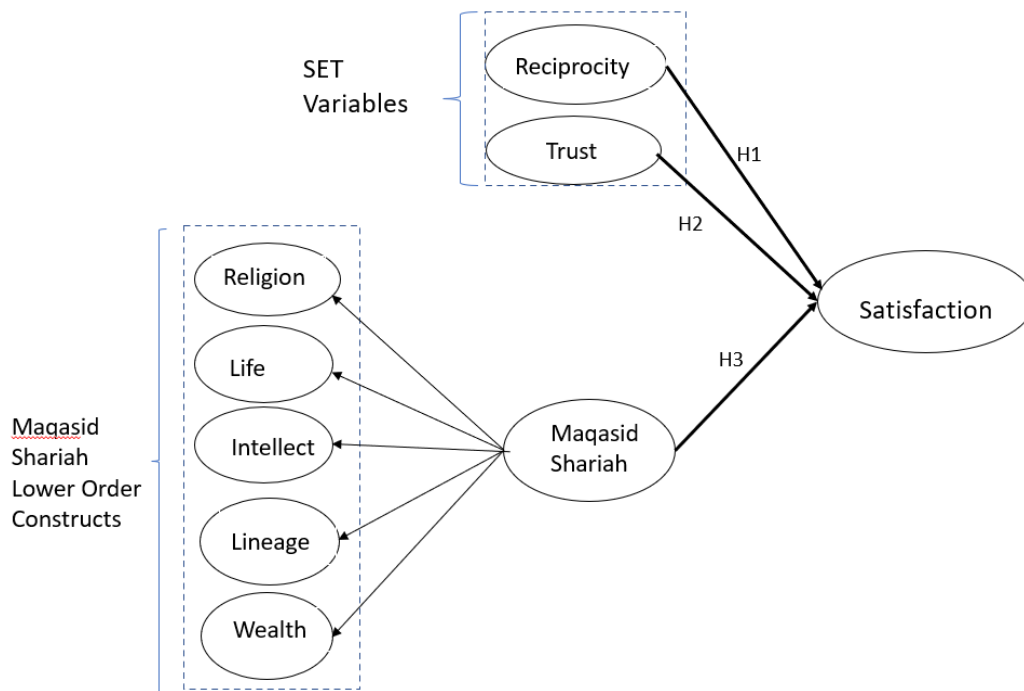 SET
Variables
Reciprocity
Trust
H1
H2
Religion
Life
Intellect
Lineage
Wealth
Maqasid
Shariah
Lower Order
Constructs
Maqasid
Shariah
H3
Satisfaction